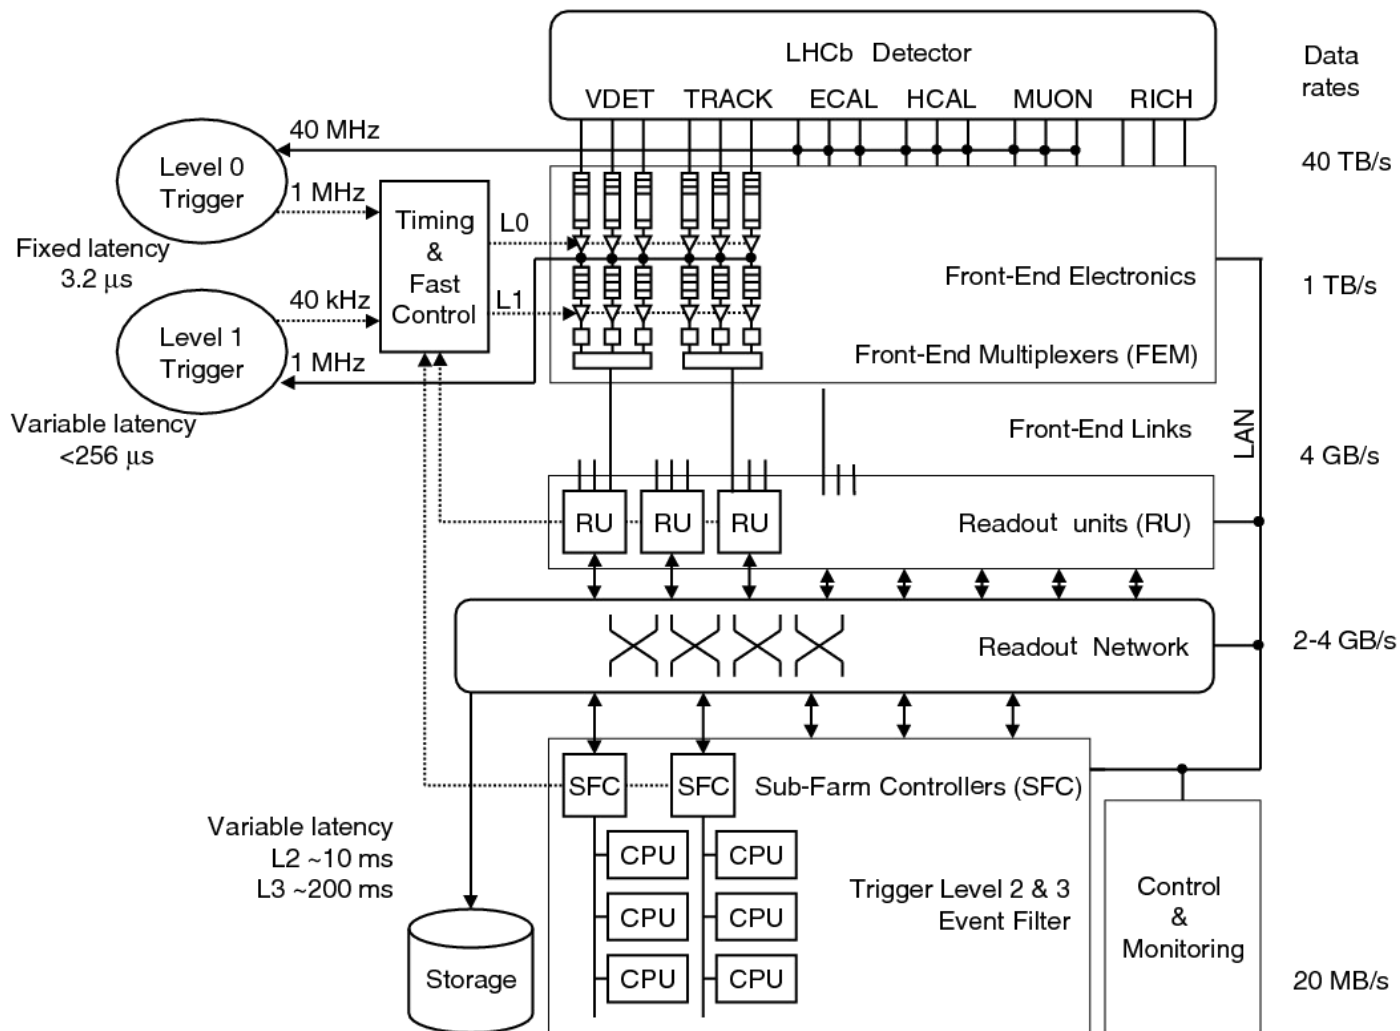 LHCb Detector
VDET TRACK ECAL HCAL MUON RICH
Data
rates
40 MHz
40 TB/s
Level 0
Trigger
1 MHz
Timing
&
Fast
Control
L0
Fixed latency
3.2 µs
Front-End Electronics
1 TB/s
40 kHz
L1
Level 1
Trigger
1 MHz
Front-End Multiplexers (FEM)
Variable latency
<256 µs
Front-End Links
LAN
4 GB/s
RU
RU
RU
Readout units (RU)
Readout Network
2-4 GB/s
SFC
SFC
Sub-Farm Controllers (SFC)
Variable latency
L2 ~10 ms
L3 ~200 ms
CPU
CPU
CPU
CPU
CPU
CPU
Trigger Level 2 & 3
Event Filter
Control
&
Monitoring
Storage
20 MB/s